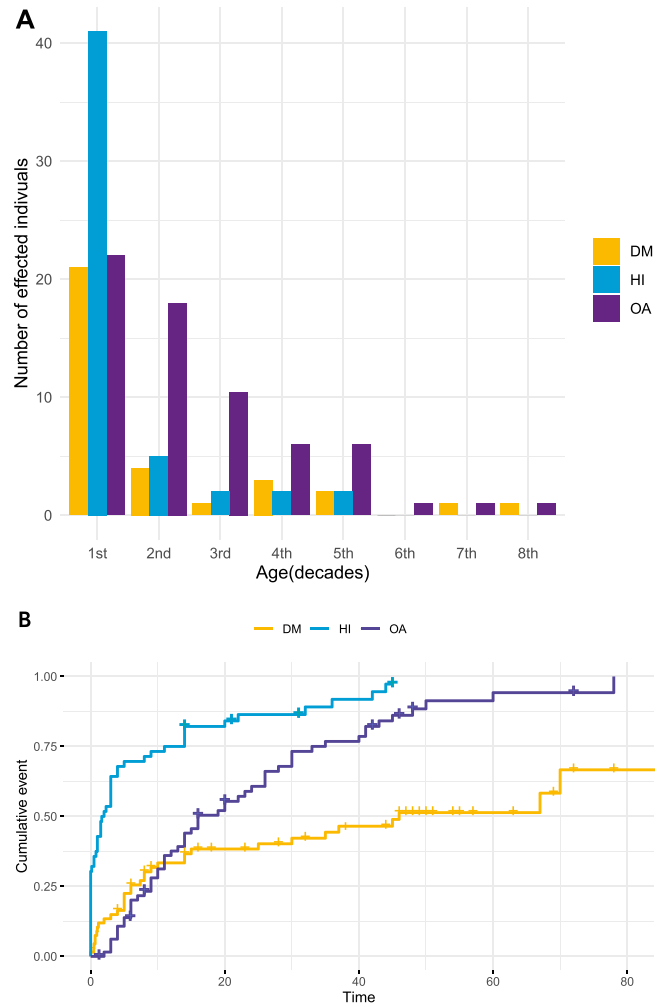 A
Number of effected indivuals
40
30
20
10
0
1st 2nd 3rd 4th 5th 6th 7th 8th
Age(decades)
DM
HI
OA
B
DM HI OA
Cumulative event
1.00
0.75
0.50
0.25
0.00
0 20 40 60 80
Time